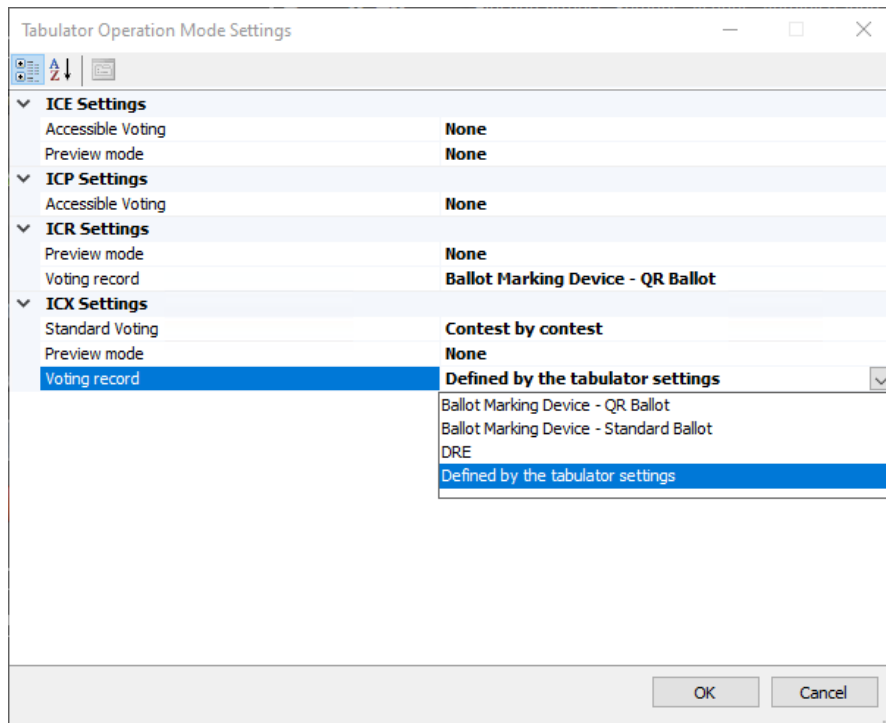 Tabulator Operation Mode Settings
A
Z
ICE Settings
Accessible Voting None
Preview mode None
ICP Settings
Accessible Voting None
ICR Settings
Preview mode None
Voting record Ballot Marking Device - QR Ballot
ICX Settings
Standard Voting Contest by contest
Preview mode None
Voting record Defined by the tabulator settings
Ballot Marking Device - QR Ballot
Ballot Marking Device - Standard Ballot
DRE
Defined by the tabulator settings
OK Cancel